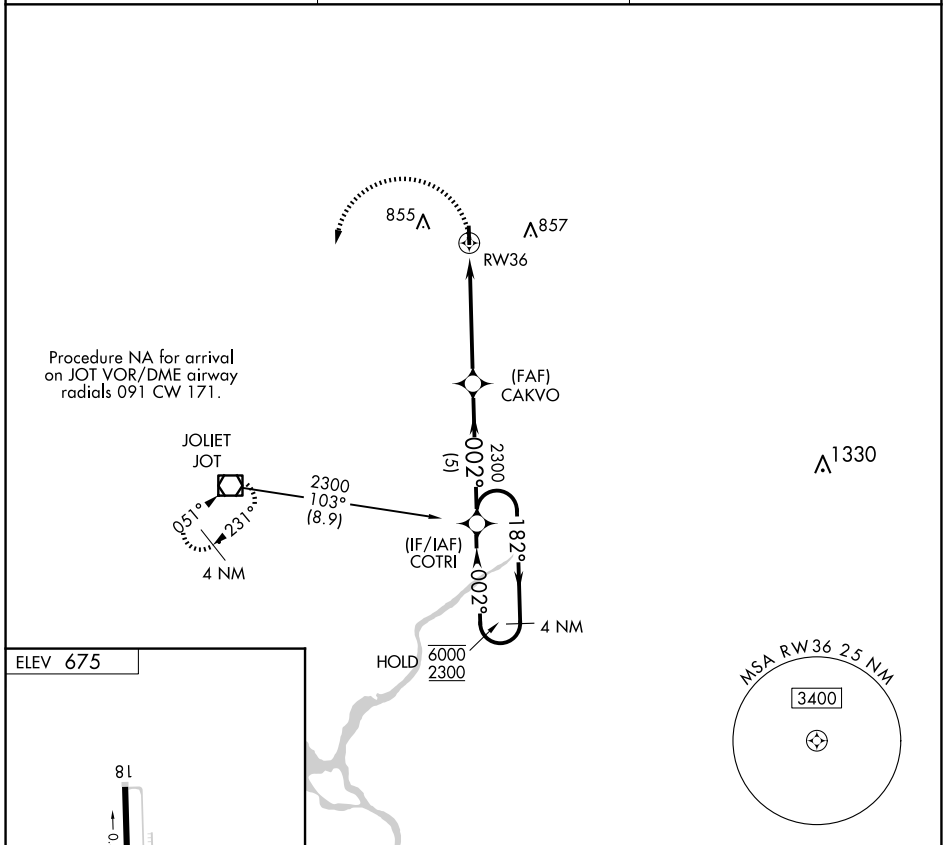 855
857
RW36
Procedure NA for arrival
on JOT VOR/DME airway
radials 091 CW 171.
(FAF)
CAKVO
JOLIET
JOT
2300
103°
(8.9)
002°
2300
(5)
1330
051°
231°
4 NM
(IF/IAF)
COTRI
182°
002°
4 NM
HOLD
6000
2300
ELEV 675
MSA RW36 25 NM
3400
18
0.